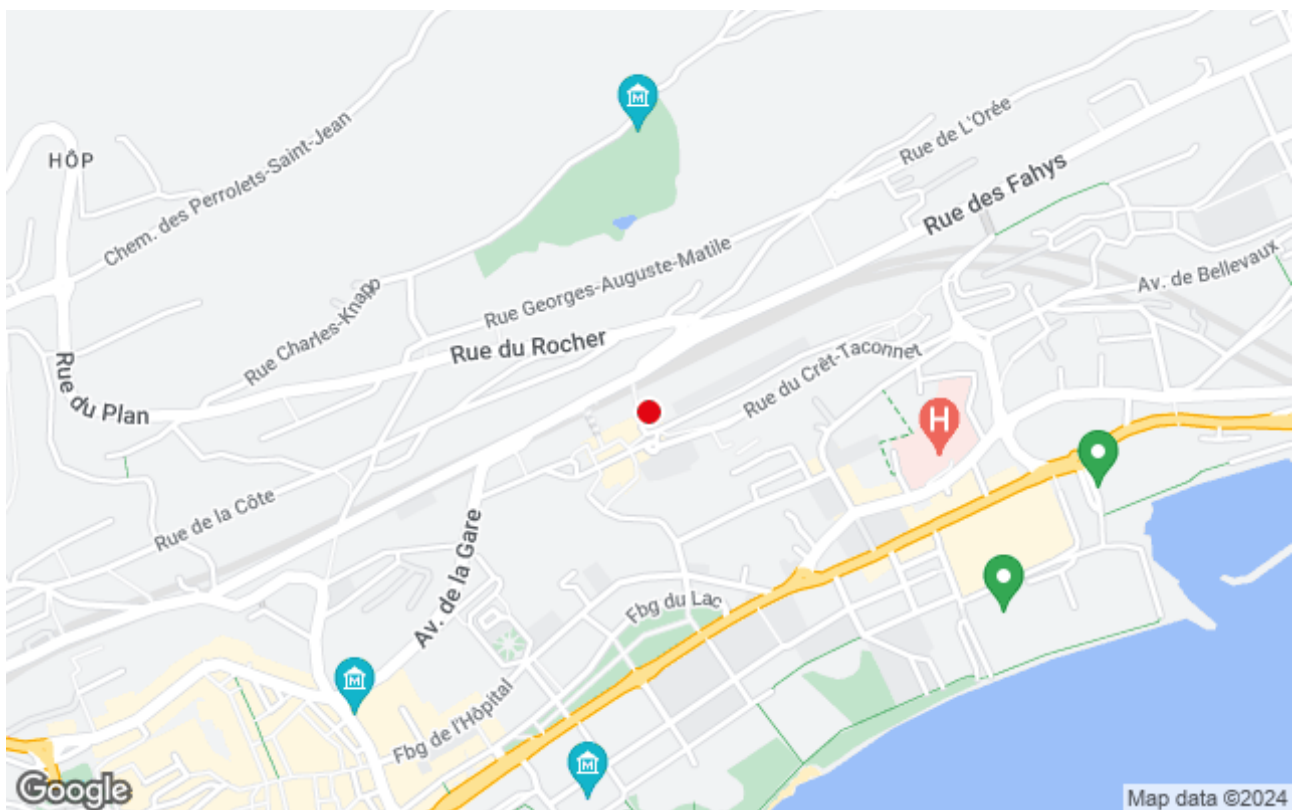 HÔP
Chem. des Perrolets-Saint-Jean
Rue de L'Orée
Rue des Fahys
Rue Georges-Auguste-Matile
Av. de Bellevaux
Rue Charles-Knapp
Rue du Rocher
Rue du Crêt-Taconnet
Rue du Plan
H
Rue de la Côte
Av. de la Gare
Fbg du Lac
M
Fbg de l'Hôpital
M
M
Google
Map data ©2024